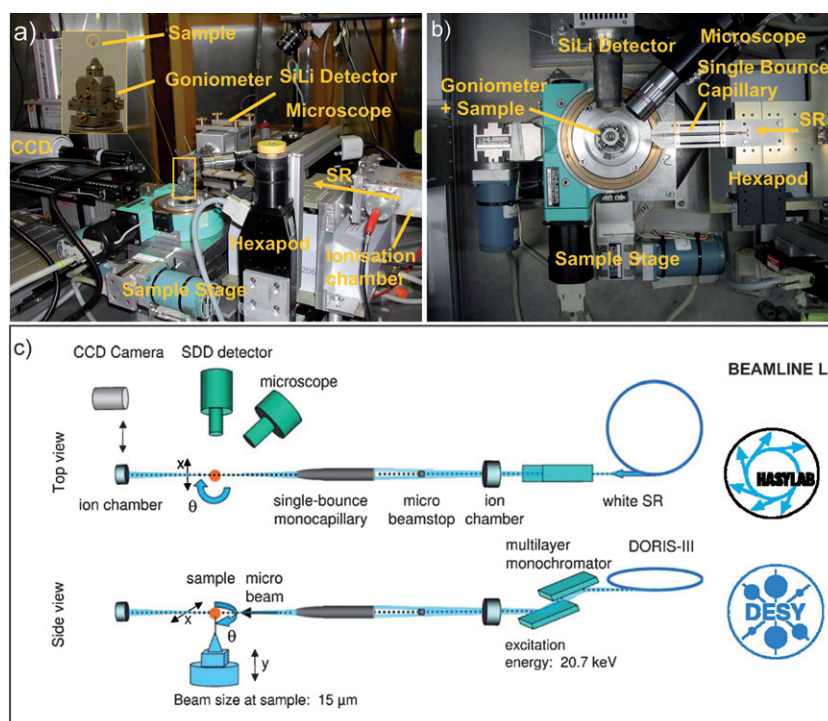 a)
Sample
Goniometer
SiLi Detector
Microscope
CCD
SR
Hexapod
Ionisation
chamber
Sample Stage
206
b)
SiLi Detector
Microscope
Single Bounce
Capillary
Goniometer
+ Sample
SR
Hexapod
Sample Stage
c)
CCD Camera
SDD detector
microscope
BEAMLINE L
Top view
x
θ
ion chamber
single-bounce
monocapillary
micro
beamstop
ion
chamber
white SR
HASYLAB
multilayer
monochromator
DORIS-III
Side view
sample
micro
beam
x
θ
y
excitation
energy: 20.7 keV
Beam size at sample: 15 µm
DESY